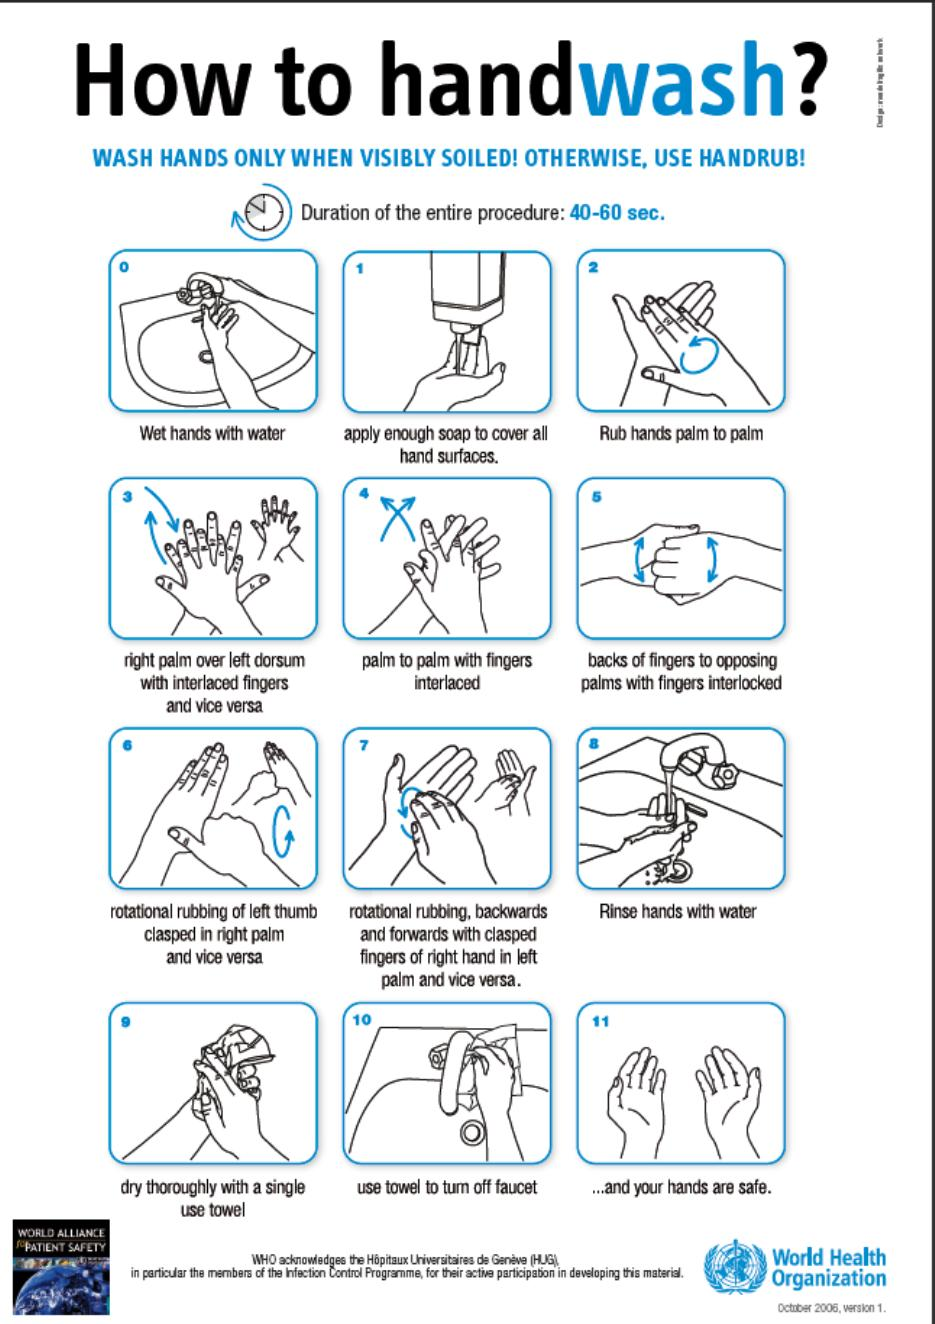 How to handwash?
WASH HANDS ONLY WHEN VISIBLY SOILED! OTHERWISE, USE HANDRUB!
Duration of the entire procedure: 40-60 sec.
0
Wet hands with water
1
apply enough soap to cover all
hand surfaces.
2
Rub hands palm to palm
3
right palm over left dorsum
with interlaced fingers
and vice versa
4
palm to palm with fingers
interlaced
5
backs of fingers to opposing
palms with fingers interlocked
6
rotational rubbing of left thumb
clasped in right palm
and vice versa
7
rotational rubbing, backwards
and forwards with clasped
fingers of right hand in left
palm and vice versa.
8
Rinse hands with water
9
dry thoroughly with a single
use towel
10
use towel to turn off faucet
11
...and your hands are safe.
WORLD ALLIANCE
for PATIENT SAFETY
WHO acknowledges the Hôpitaux Universitaires de Genève (HUG),
in particular the members of the Infection Control Programme, for their active participation in developing this material.
World Health
Organization
October 2006, version 1.